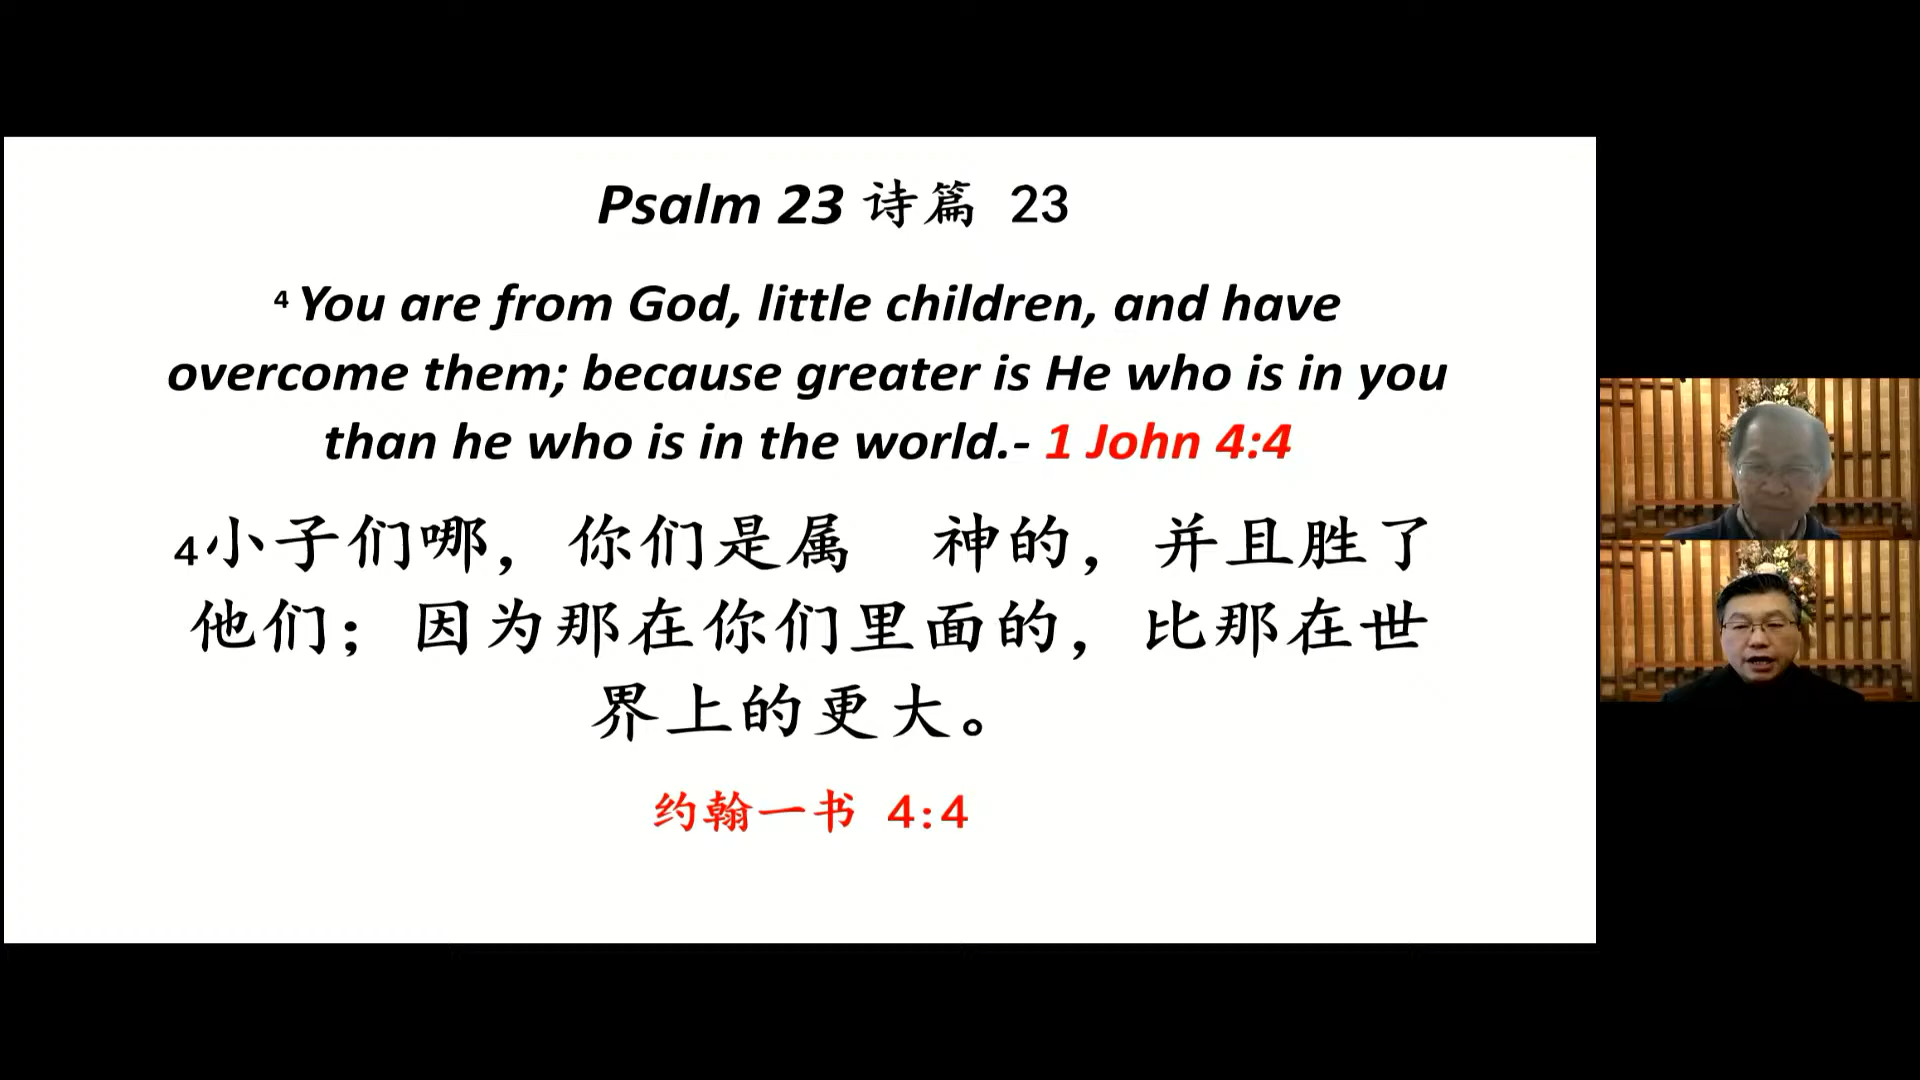 Psalm 23 诗篇 23
4 You are from God, little children, and have
overcome them; because greater is He who is in you
than he who is in the world.- 1 John 4:4
4小子们哪，你们是属　神的，并且胜了
他们；因为那在你们里面的，比那在世
界上的更大。
约翰一书 4:4